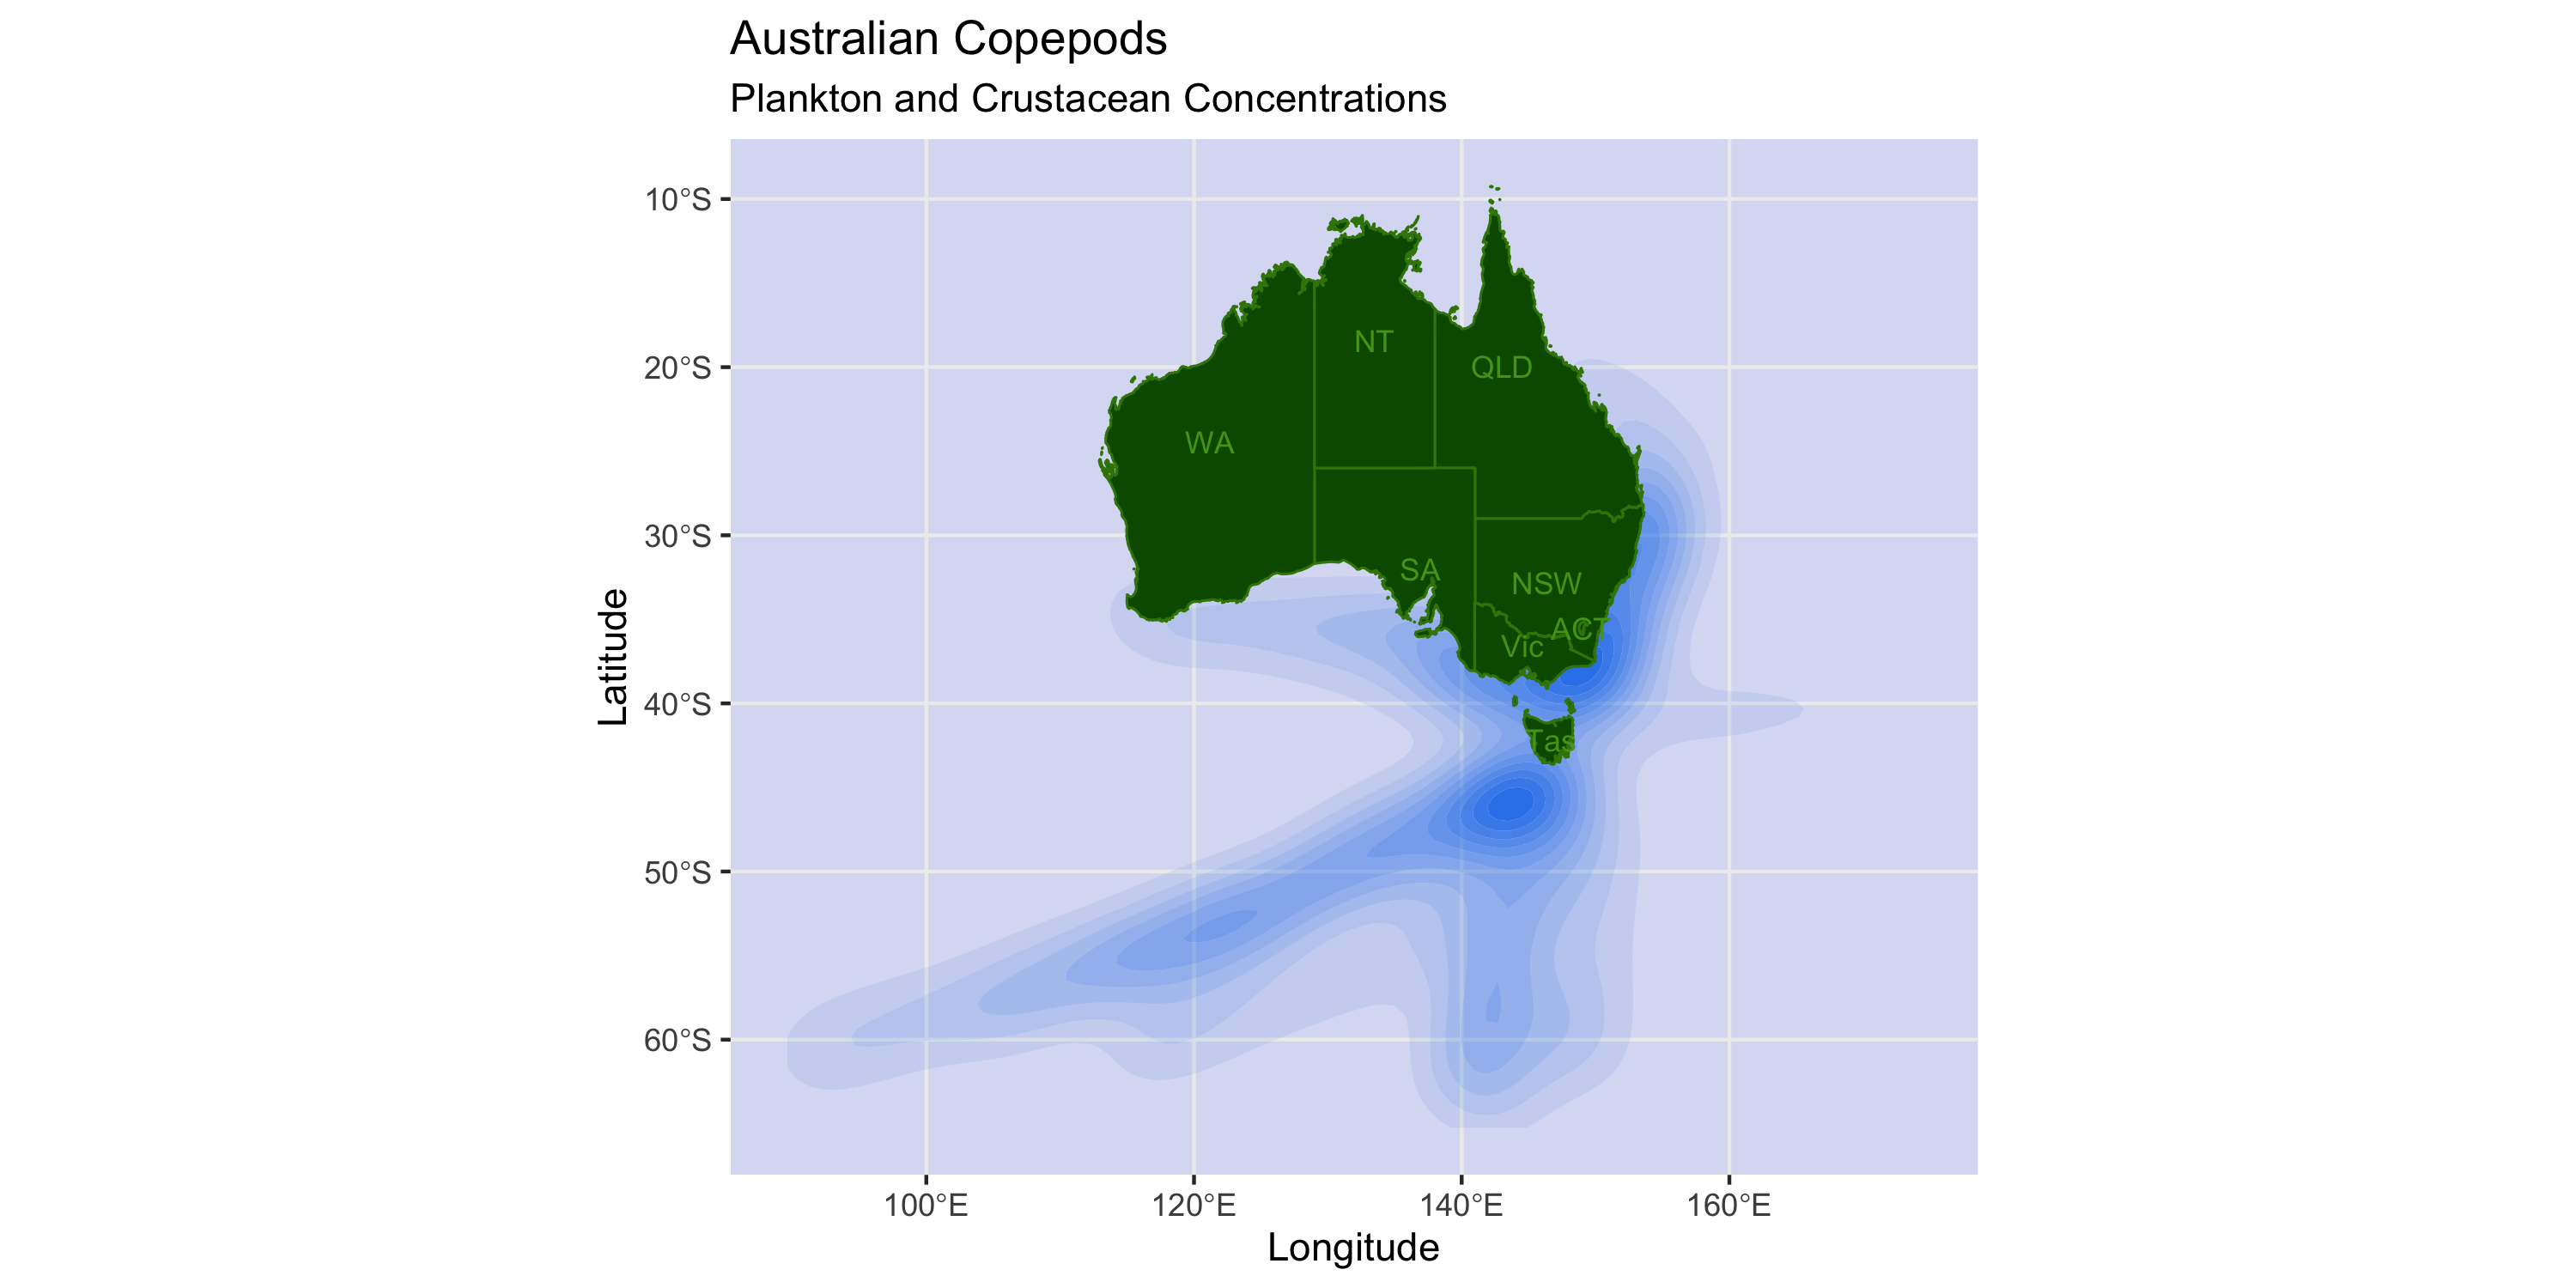 Australian Copepods
Plankton and Crustacean Concentrations
10°S
20°S
30°S
40°S
50°S
60°S
Latitude
NT
QLD
WA
SA
NSW
ACT
Vic
Tas
100°E
120°E
140°E
160°E
Longitude